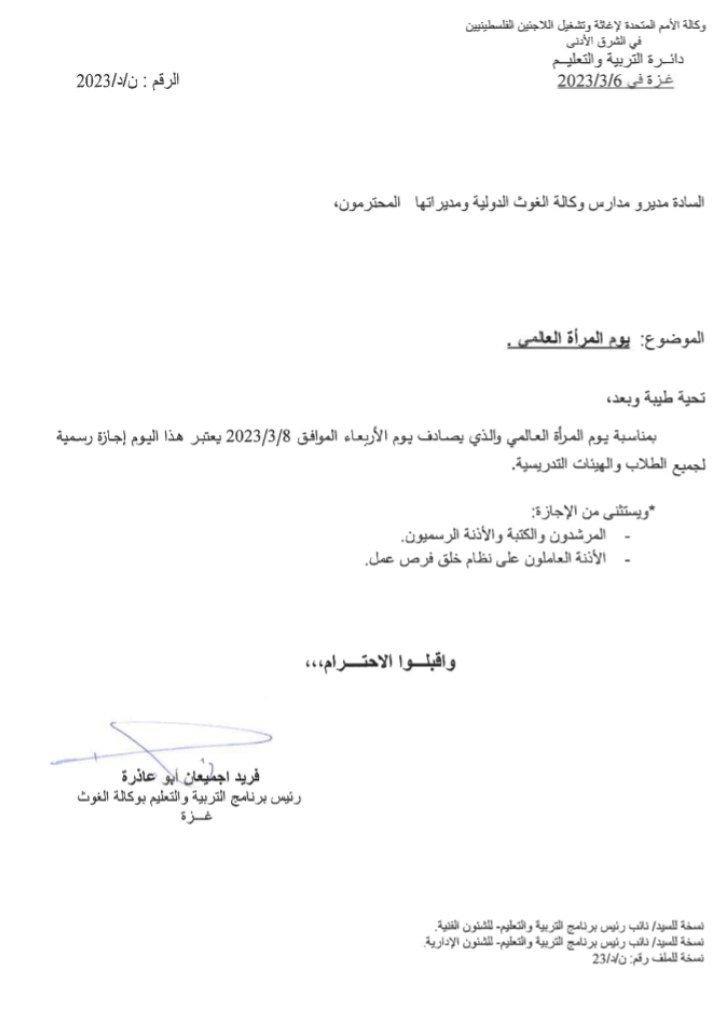 وكالة الأمم المتحدة لإغاثة وتشغيل اللاجئين الفلسطينيين
في الشرق الأدنى
دائـرة التربية والتعليـم
غـزة في 2023/3/6
الرقم : ن/د/2023
السادة مديرو مدارس وكالة الغوث الدولية ومديراتها المحترمون،
الموضوع: يوم المرأة العالمي .
تحية طيبة وبعد،
بمناسبة يوم المرأة العالمي والذي يصادف يوم الأربعاء الموافق 2023/3/8 يعتبر هذا اليوم إجازة رسمية
لجميع الطلاب والهيئات التدريسية.
*ويستثنى من الإجازة:
- المرشدون والكتبة والأذنة الرسميون.
- الأذنة العاملون على نظام خلق فرص عمل.
واقبلـــوا الاحتـــرام،،،
فريد اجميعان أبو عاذرة
رئيس برنامج التربية والتعليم بوكالة الغوث
غـــزة
نسخة للسيد/ نائب رئيس برنامج التربية والتعليم- للشئون الفنية.
نسخة للسيد/ نائب رئيس برنامج التربية والتعليم- للشئون الإدارية.
نسخة للملف رقم: ن/د/23